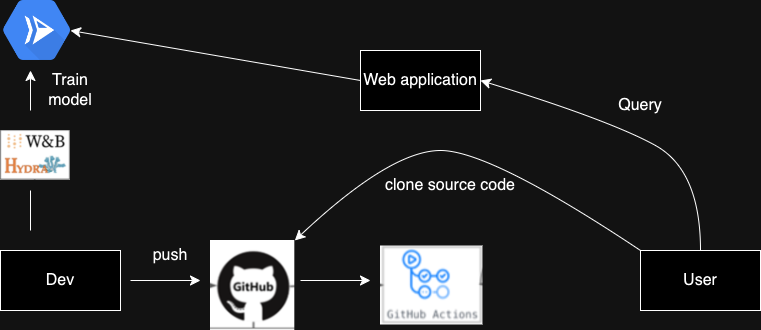 Train
model
Web application
Query
W&B
HYDRA
clone source code
push
Dev
GitHub
GitHub Actions
User